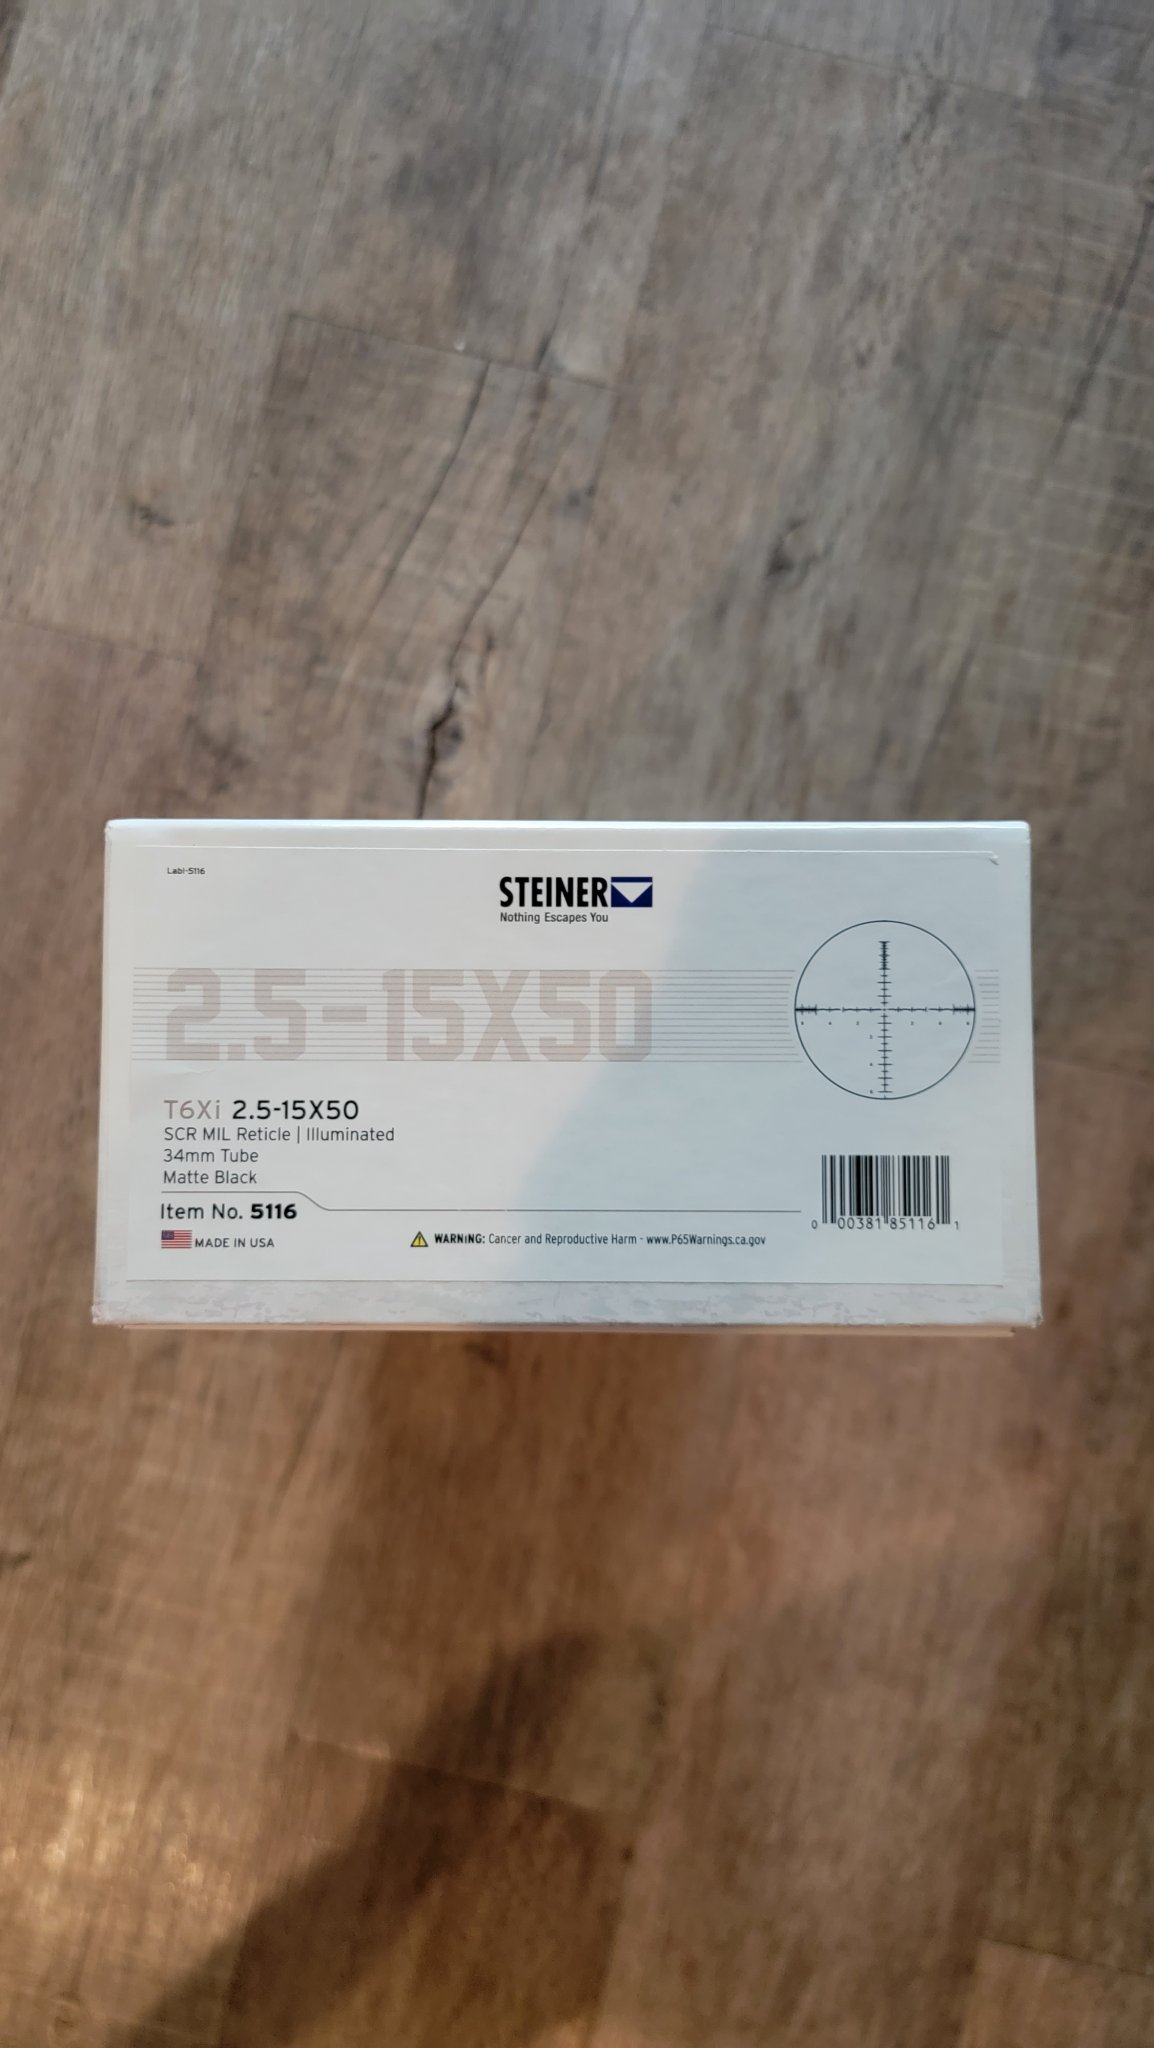 Labl-5116
STEINER
Nothing Escapes You
2.5-15X50
T6Xi 2.5-15X50
SCR MIL Reticle | Illuminated
34mm Tube
Matte Black
Item No. 5116
MADE IN USA
WARNING: Cancer and Reproductive Harm - www.P65Warnings.ca.gov
0 00381 85116 1